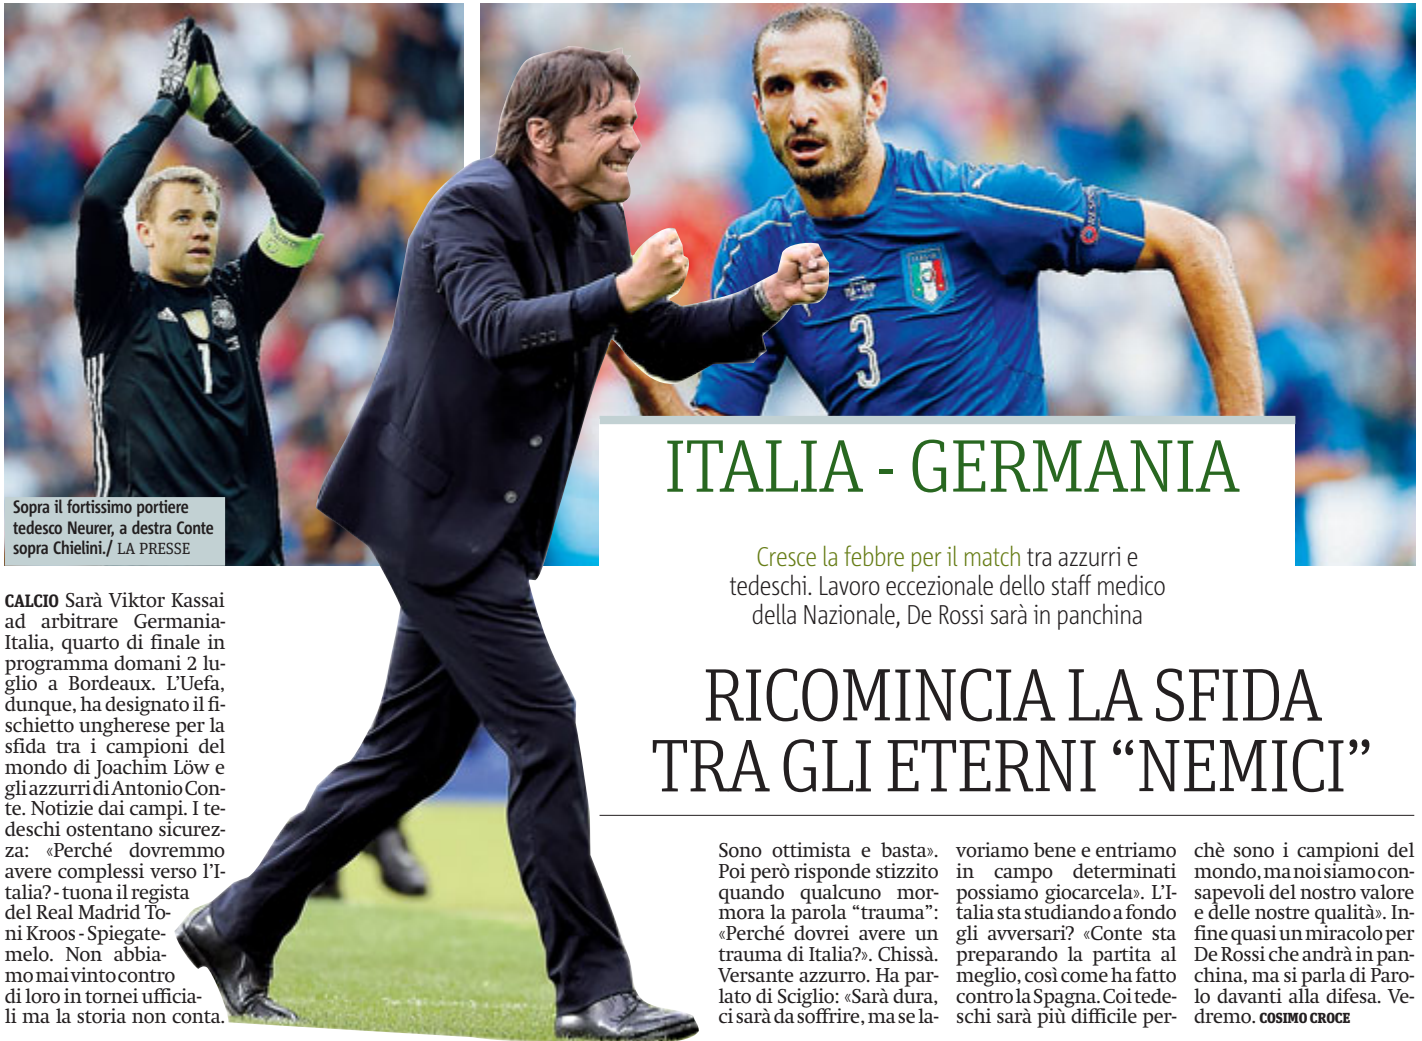 1
3
Sopra il fortissimo portiere
tedesco Neurer, a destra Conte
sopra Chielini./ LA PRESSE
ITALIA - GERMANIA
Cresce la febbre per il match tra azzurri e
tedeschi. Lavoro eccezionale dello staff medico
della Nazionale, De Rossi sarà in panchina
RICOMINCIA LA SFIDA
TRA GLI ETERNI “NEMICI”
CALCIO Sarà Viktor Kassai
ad arbitrare Germania-
Italia, quarto di finale in
programma domani 2 lu-
glio a Bordeaux. L’Uefa,
dunque, ha designato il fi-
schietto ungherese per la
sfida tra i campioni del
mondo di Joachim Löw e
gli azzurri di Antonio Con-
te. Notizie dai campi. I te-
deschi ostentano sicurez-
za: «Perché dovremmo
avere complessi verso l’I-
talia? - tuona il regista
del Real Madrid To-
ni Kroos - Spiegate-
melo. Non abbia-
mo mai vinto contro
di loro in tornei ufficia-
li ma la storia non conta.
Sono ottimista e basta».
Poi però risponde stizzito
quando qualcuno mor-
mora la parola “trauma”:
«Perché dovrei avere un
trauma di Italia?». Chissà.
Versante azzurro. Ha par-
lato di Sciglio: «Sarà dura,
ci sarà da soffrire, ma se la-
voriamo bene e entriamo
in campo determinati
possiamo giocarcela». L’I-
talia sta studiando a fondo
gli avversari? «Conte sta
preparando la partita al
meglio, così come ha fatto
contro la Spagna. Coi tede-
schi sarà più difficile per-
chè sono i campioni del
mondo, ma noi siamo con-
sapevoli del nostro valore
e delle nostre qualità». In-
fine quasi un miracolo per
De Rossi che andrà in pan-
china, ma si parla di Paro-
lo davanti alla difesa. Ve-
dremo. COSIMO CROCE